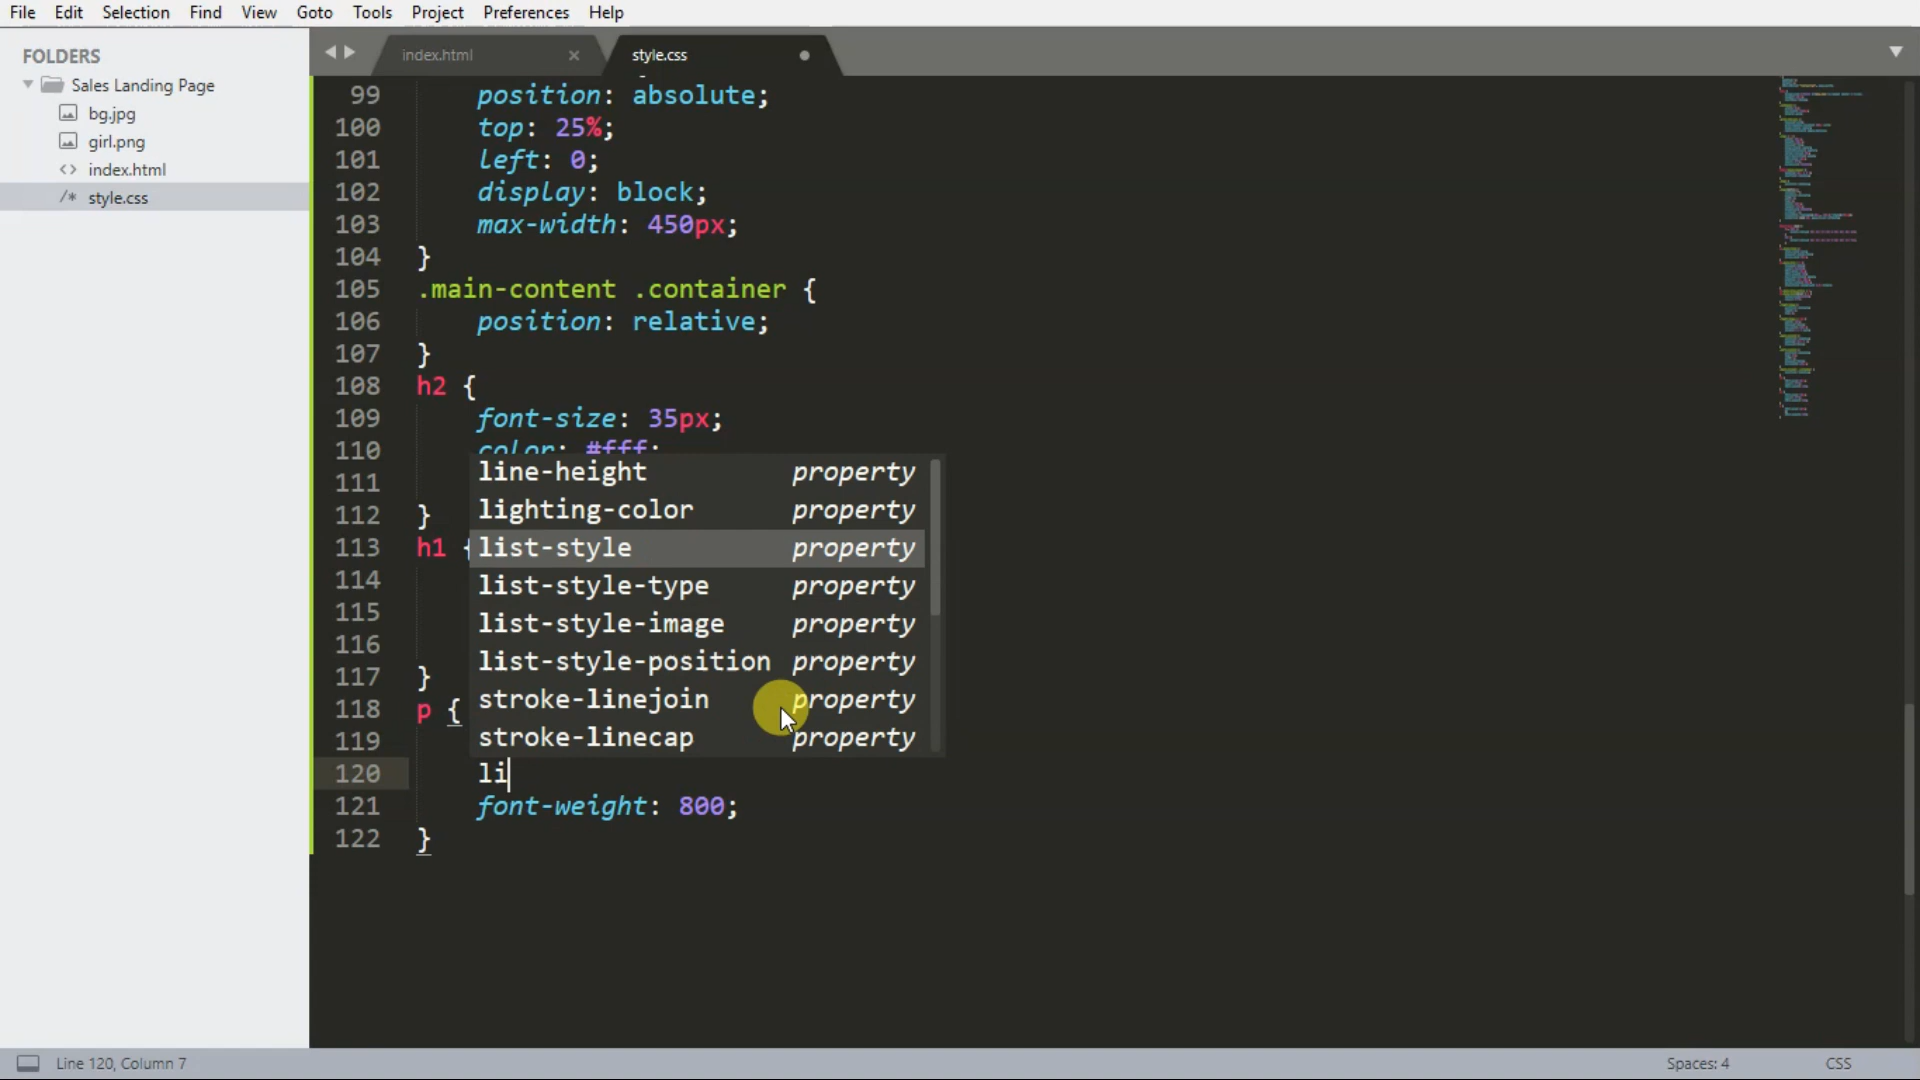 File Edit Selection Find View Goto Tools Project Preferences Help
FOLDERS
Sales Landing Page
bg.jpg
girl.png
<> index.html
/* style.css
index.html ×
style.css
99 position: absolute;
100 top: 25%;
101 left: 0;
102 display: block;
103 max-width: 450px;
104 }
105 .main-content .container {
106 position: relative;
107 }
108 h2 {
109 font-size: 35px;
110 color: #fff;
111
112 }
113 h1 {
114
115
116
117 }
118 p {
119
120 li
121 font-weight: 800;
122 }
line-height property
lighting-color property
list-style property
list-style-type property
list-style-image property
list-style-position property
stroke-linejoin property
stroke-linecap property
Line 120, Column 7
Spaces: 4
CSS